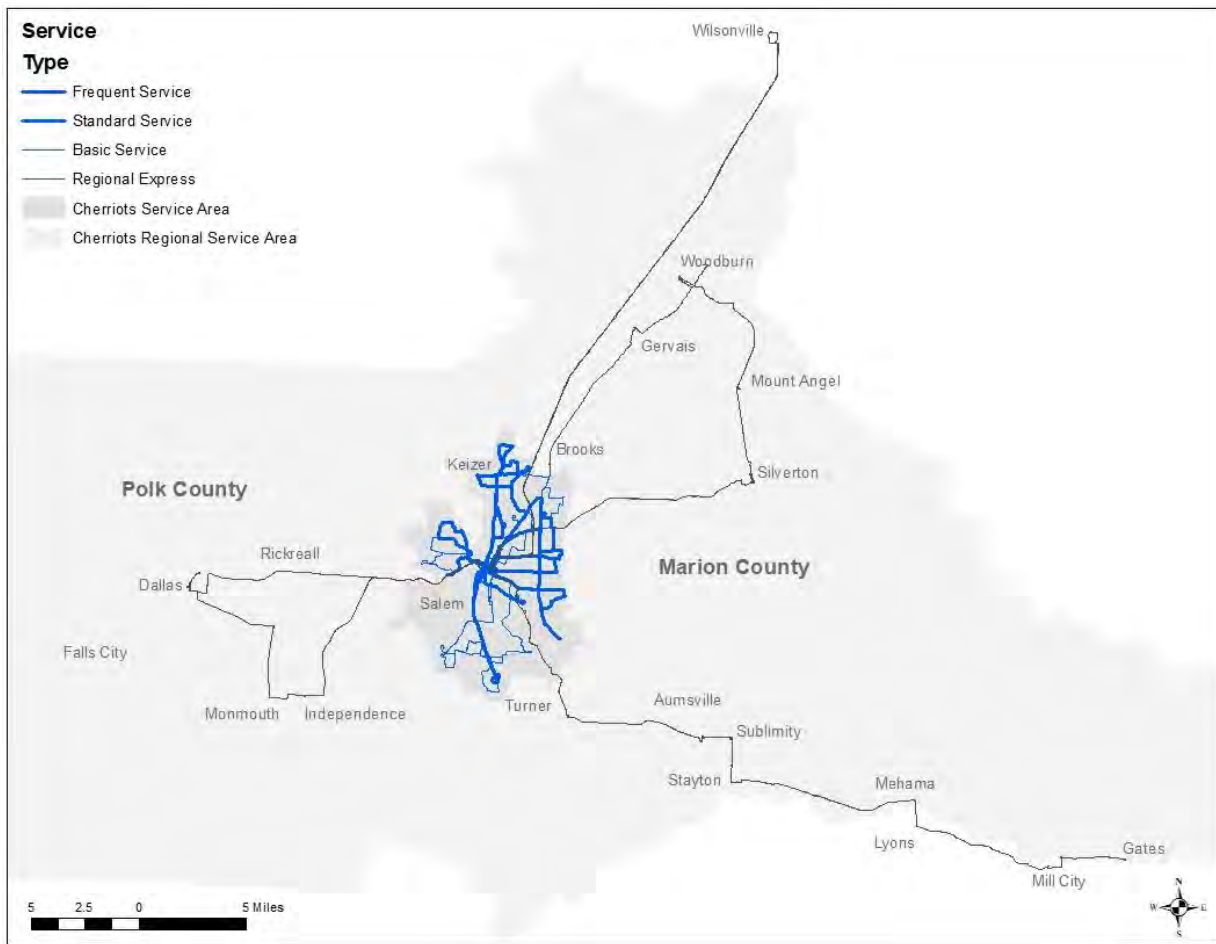 Service
Type
Frequent Service
Standard Service
Basic Service
Regional Express
Cherriots Service Area
Cherriots Regional Service Area
Wilsonville
Woodburn
Gervais
Mount Angel
Brooks
Keizer
Silverton
Polk County
Rickreall
Marion County
Dallas
Salem
Falls City
Monmouth
Independence
Turner
Aumsville
Sublimity
Stayton
Mehama
Lyons
Gates
Mill City
5 2.5 0 5 Miles
N
W E
S